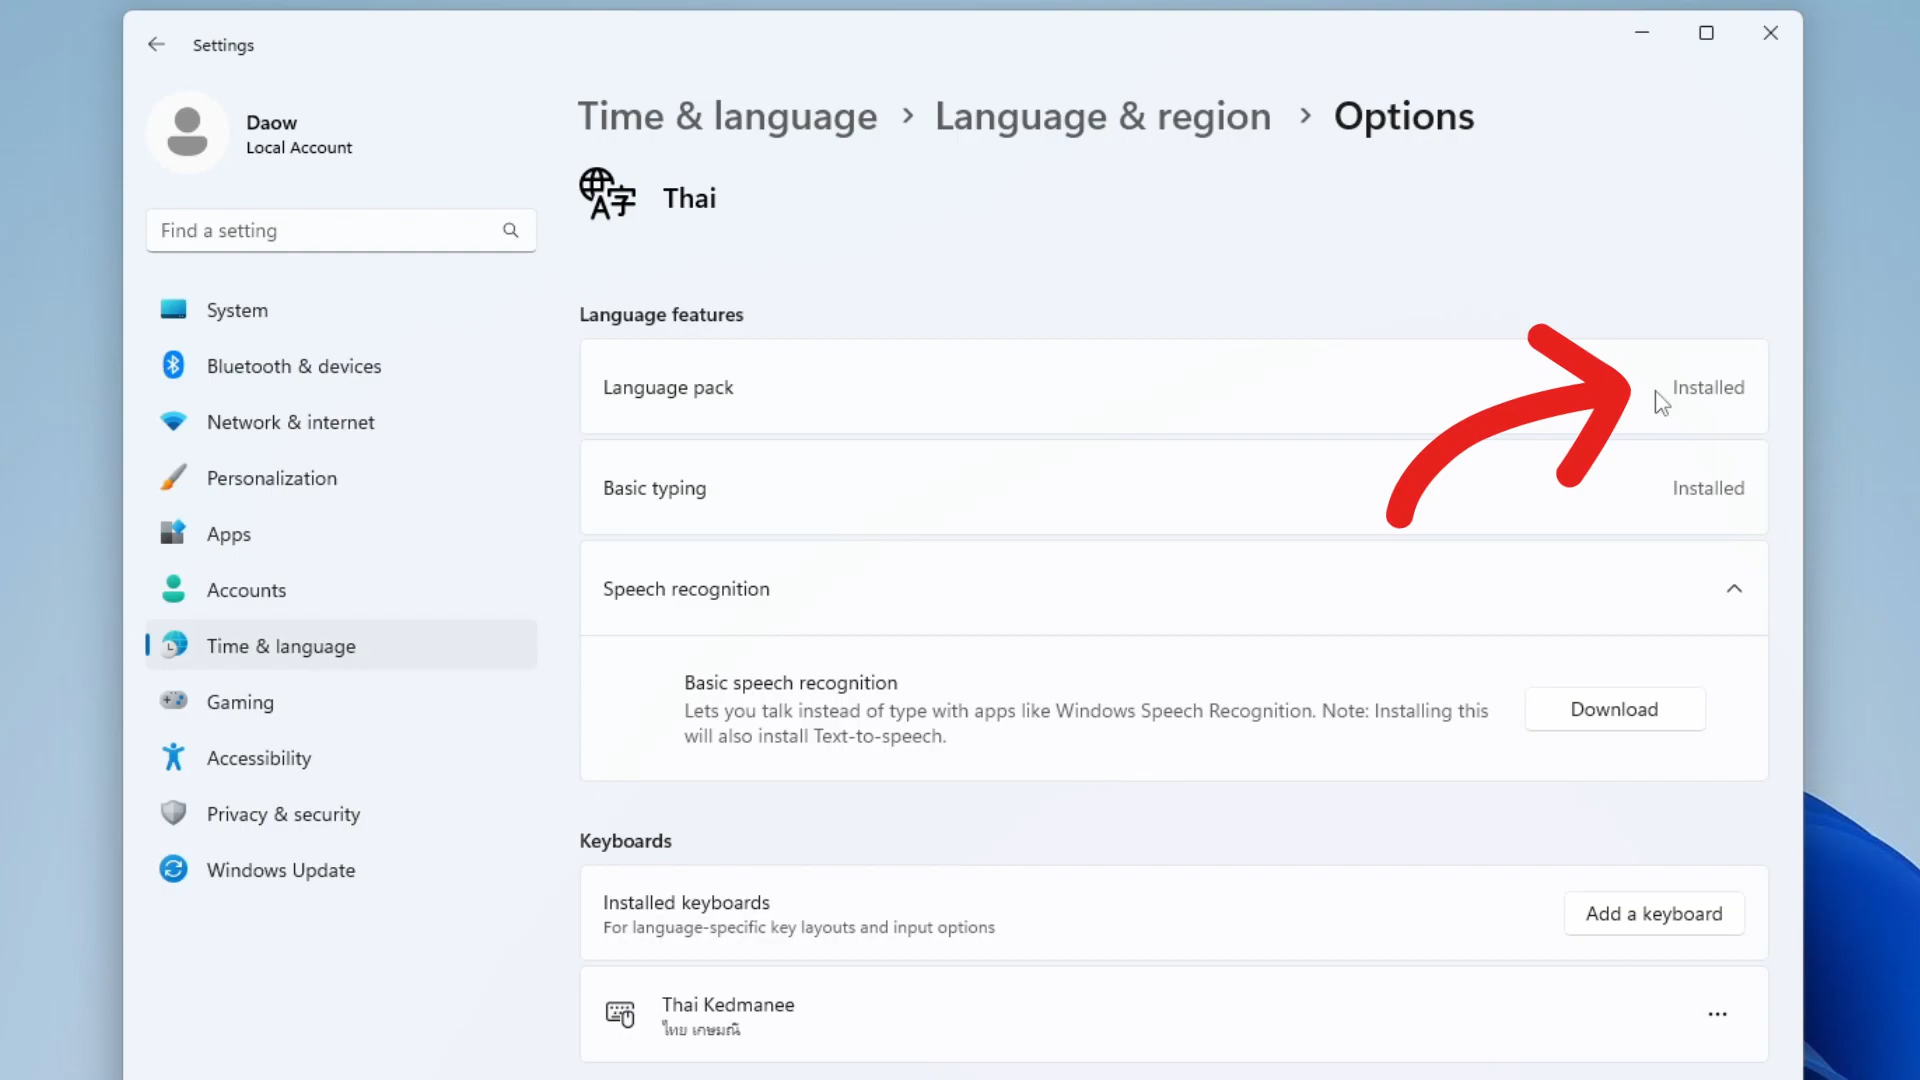 Settings
Daow
Local Account
Find a setting
System
Bluetooth & devices
Network & internet
Personalization
Apps
Accounts
Time & language
Gaming
Accessibility
Privacy & security
Windows Update
Time & language > Language & region > Options
Thai
Language features
Language pack Installed
Basic typing Installed
Speech recognition
Basic speech recognition
Lets you talk instead of type with apps like Windows Speech Recognition. Note: Installing this
will also install Text-to-speech.
Download
Keyboards
Installed keyboards
For language-specific key layouts and input options
Add a keyboard
Thai Kedmanee
ไทย เกษมณี